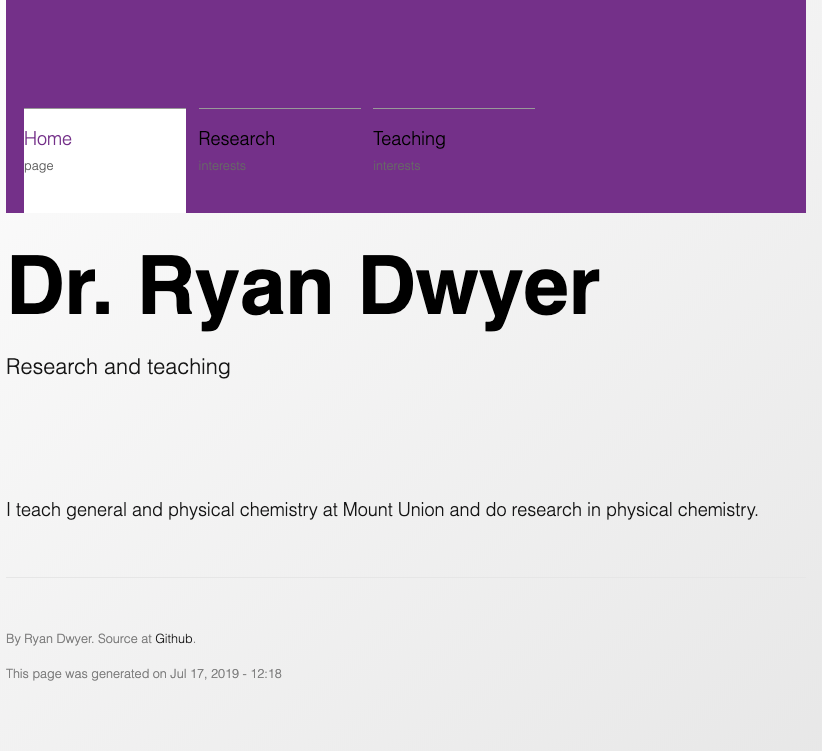 Home
page
Research
interests
Teaching
interests
Dr. Ryan Dwyer
Research and teaching
I teach general and physical chemistry at Mount Union and do research in physical chemistry.
By Ryan Dwyer. Source at Github.
This page was generated on Jul 17, 2019 - 12:18